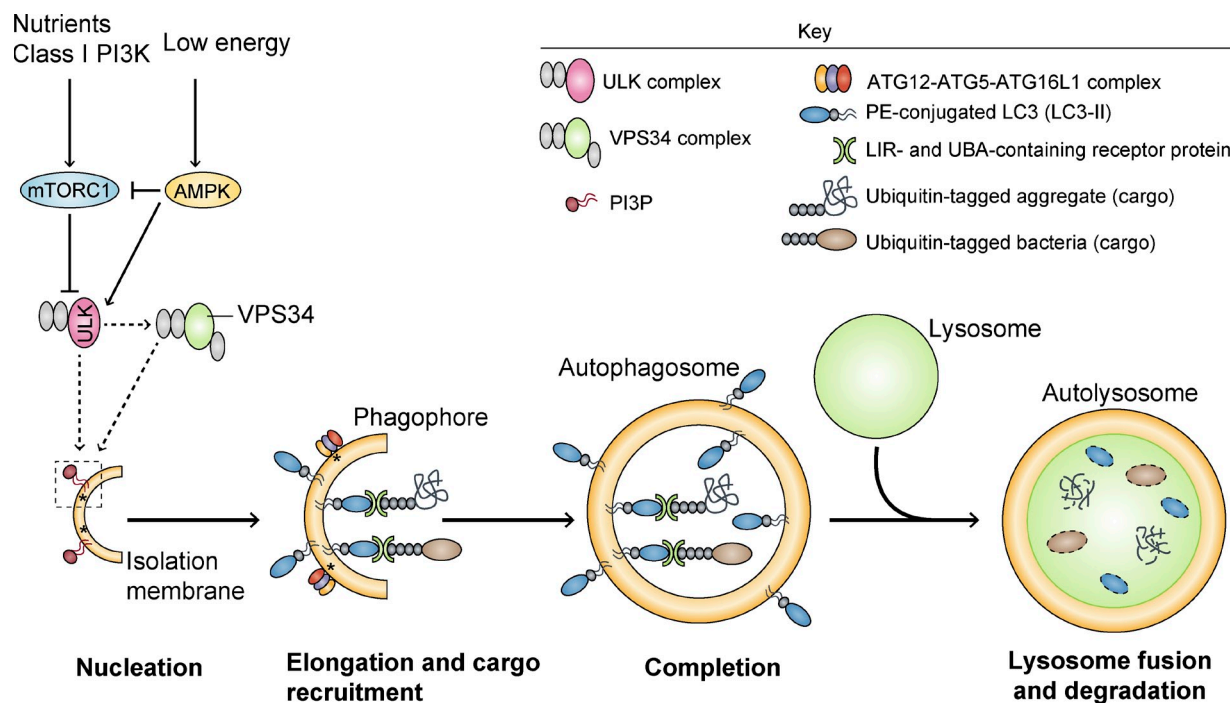 Nutrients
Class I PI3K
Low energy
mTORC1
AMPK
ULK
VPS34
Key
ULK complex
VPS34 complex
PI3P
ATG12-ATG5-ATG16L1 complex
PE-conjugated LC3 (LC3-II)
LIR- and UBA-containing receptor protein
Ubiquitin-tagged aggregate (cargo)
Ubiquitin-tagged bacteria (cargo)
*
*
Isolation
membrane
Phagophore
*
*
Autophagosome
Lysosome
Autolysosome
Nucleation
Elongation and cargo
recruitment
Completion
Lysosome fusion
and degradation